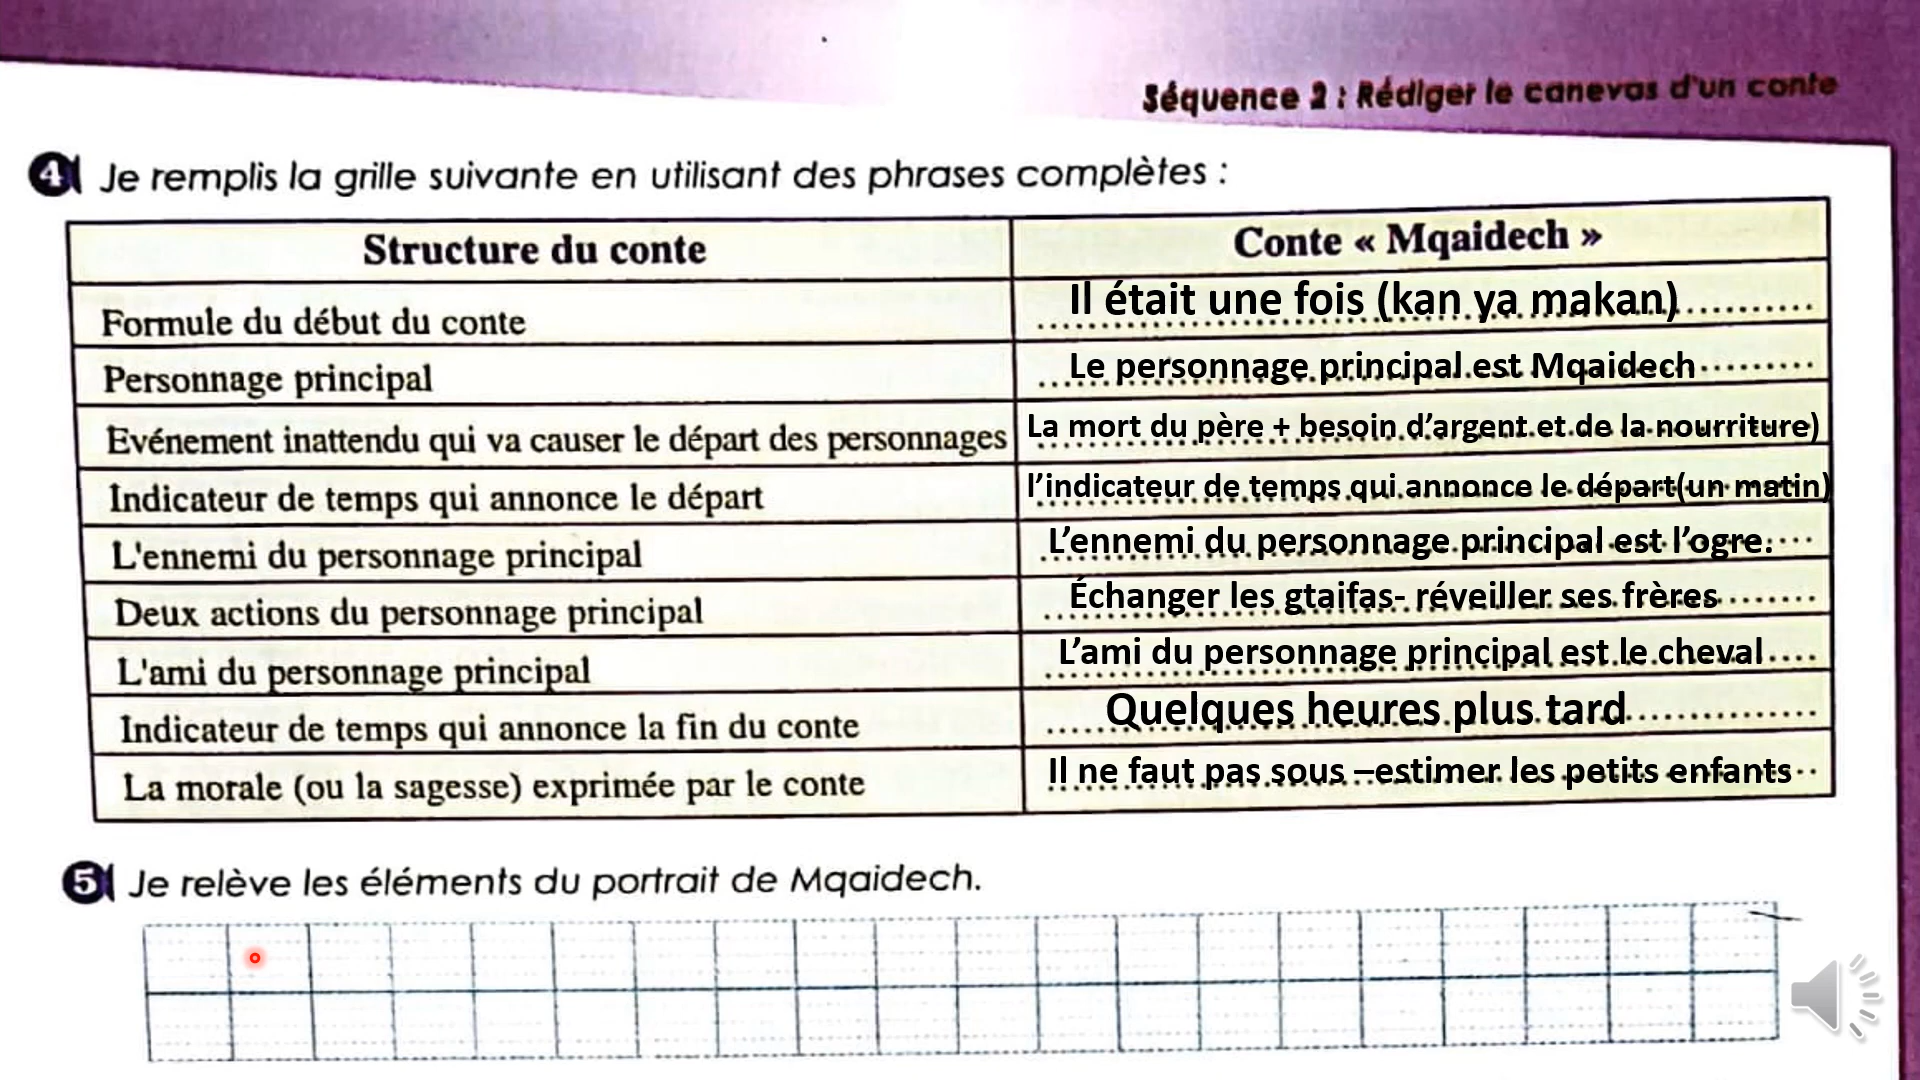 Séquence 2 : Rédiger le canevas d'un conte
4 Je remplis la grille suivante en utilisant des phrases complètes :
Structure du conte Conte « Mqaidech »
Formule du début du conte Il était une fois (kan ya makan)
Personnage principal Le personnage principal est Mqaidech
Evénement inattendu qui va causer le départ des personnages La mort du père + besoin d'argent et de la nourriture)
Indicateur de temps qui annonce le départ l'indicateur de temps qui annonce le départ(un matin)
L'ennemi du personnage principal L'ennemi du personnage principal est l'ogre.
Deux actions du personnage principal Échanger les gtaifas- réveiller ses frères
L'ami du personnage principal L'ami du personnage principal est le cheval
Indicateur de temps qui annonce la fin du conte Quelques heures plus tard
La morale (ou la sagesse) exprimée par le conte Il ne faut pas sous –estimer les petits enfants
5 Je relève les éléments du portrait de Mqaidech.